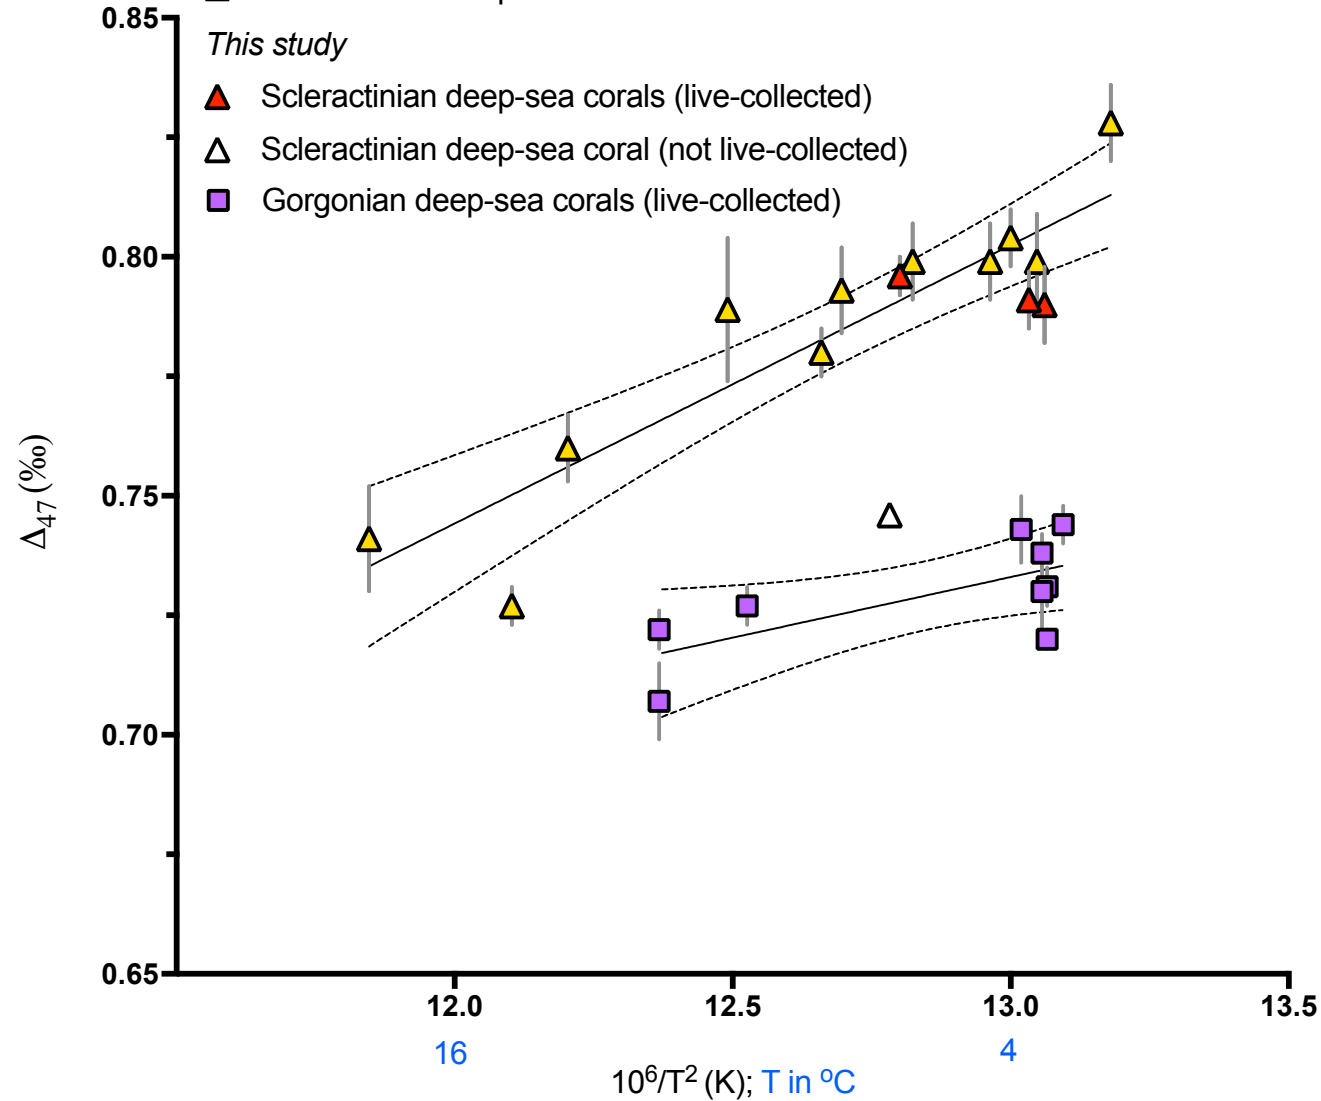 0.85
This study
Scleractinian deep-sea corals (live-collected)
Scleractinian deep-sea coral (not live-collected)
Gorgonian deep-sea corals (live-collected)
0.80
0.75
0.70
0.65
Δ47 (‰)
12.0 12.5 13.0 13.5
16 4
10⁶/T² (K); T in ºC